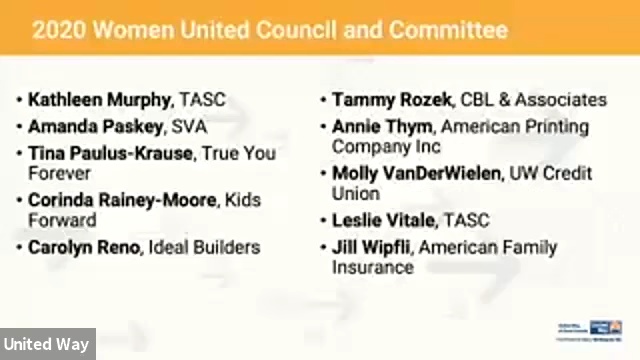 2020 Women United Council and Committee
• Kathleen Murphy, TASC
• Amanda Paskey, SVA
• Tina Paulus-Krause, True You
Forever
• Corinda Rainey-Moore, Kids
Forward
• Carolyn Reno, Ideal Builders
• Tammy Rozek, CBL & Associates
• Annie Thym, American Printing
Company Inc
• Molly VanDerWielen, UW Credit
Union
• Leslie Vitale, TASC
• Jill Wipfli, American Family
Insurance
United Way